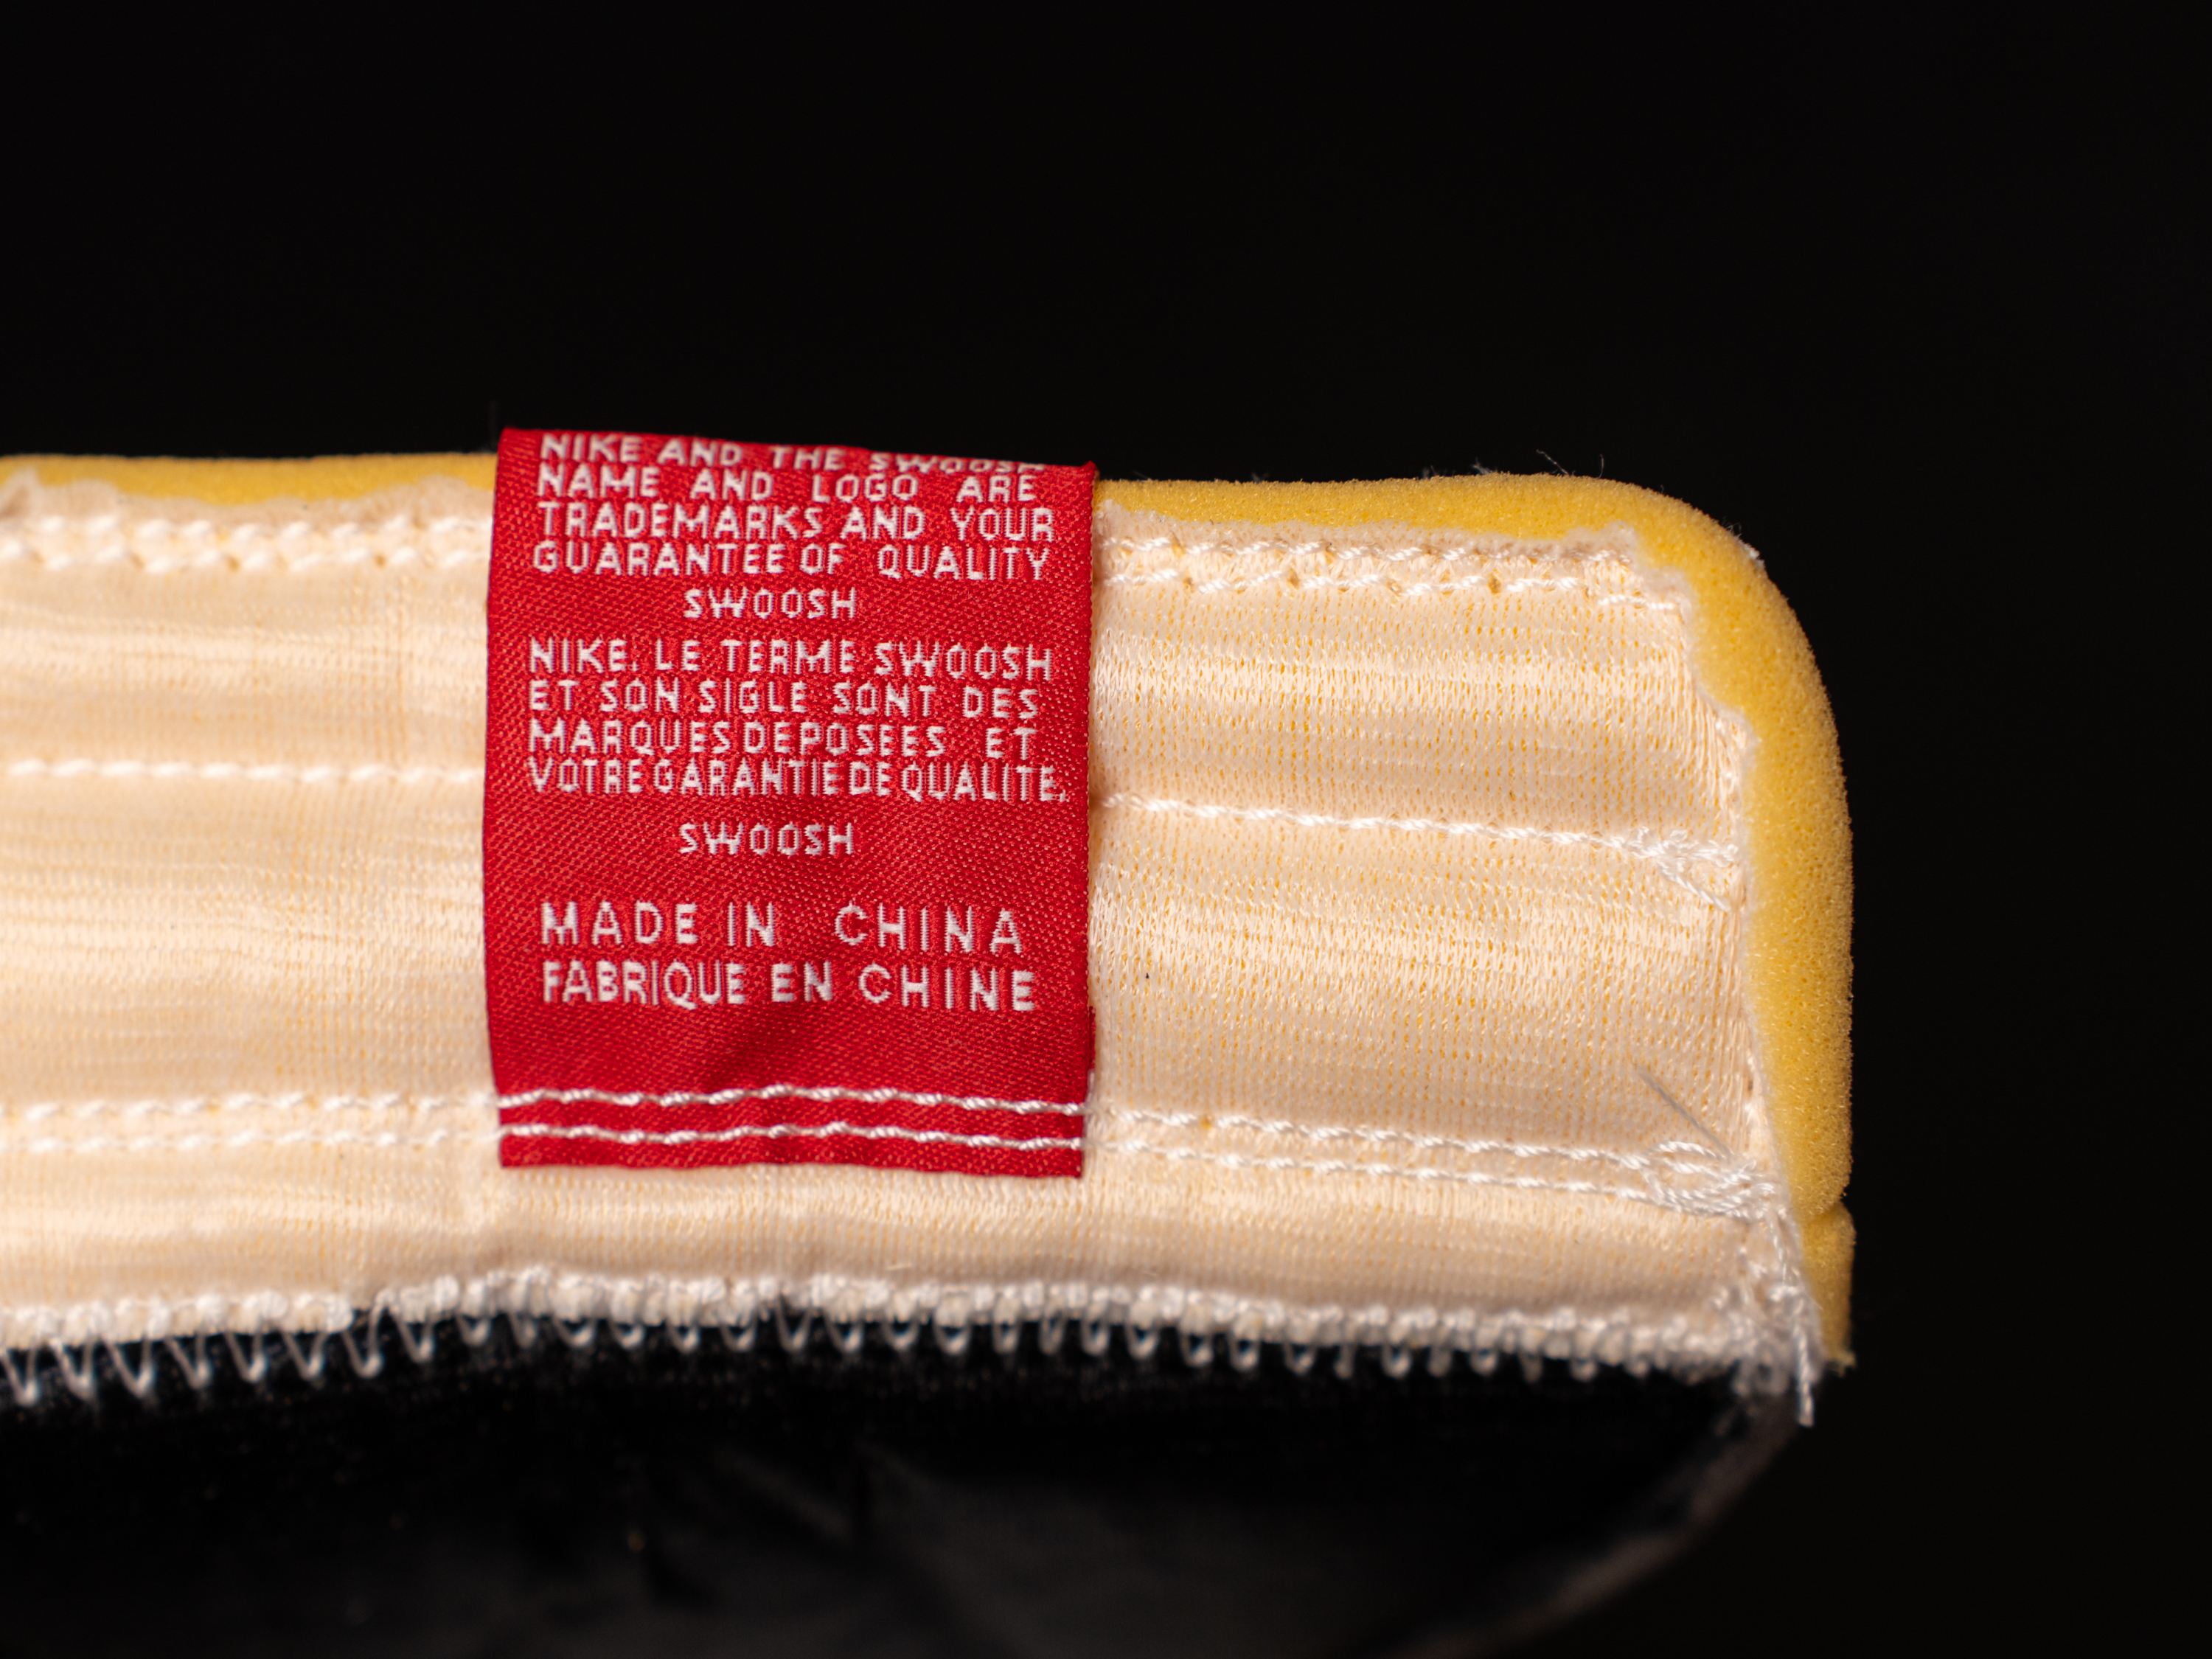 NIKE AND THE SWOOSH
NAME AND LOGO ARE
TRADEMARKS AND YOUR
GUARANTEE OF QUALITY
SWOOSH
NIKE, LE TERME SWOOSH
ET SON SIGLE SONT DES
MARQUES DEPOSEES ET
VOTRE GARANTIE DE QUALITE.
SWOOSH
MADE IN CHINA
FABRIQUE EN CHINE